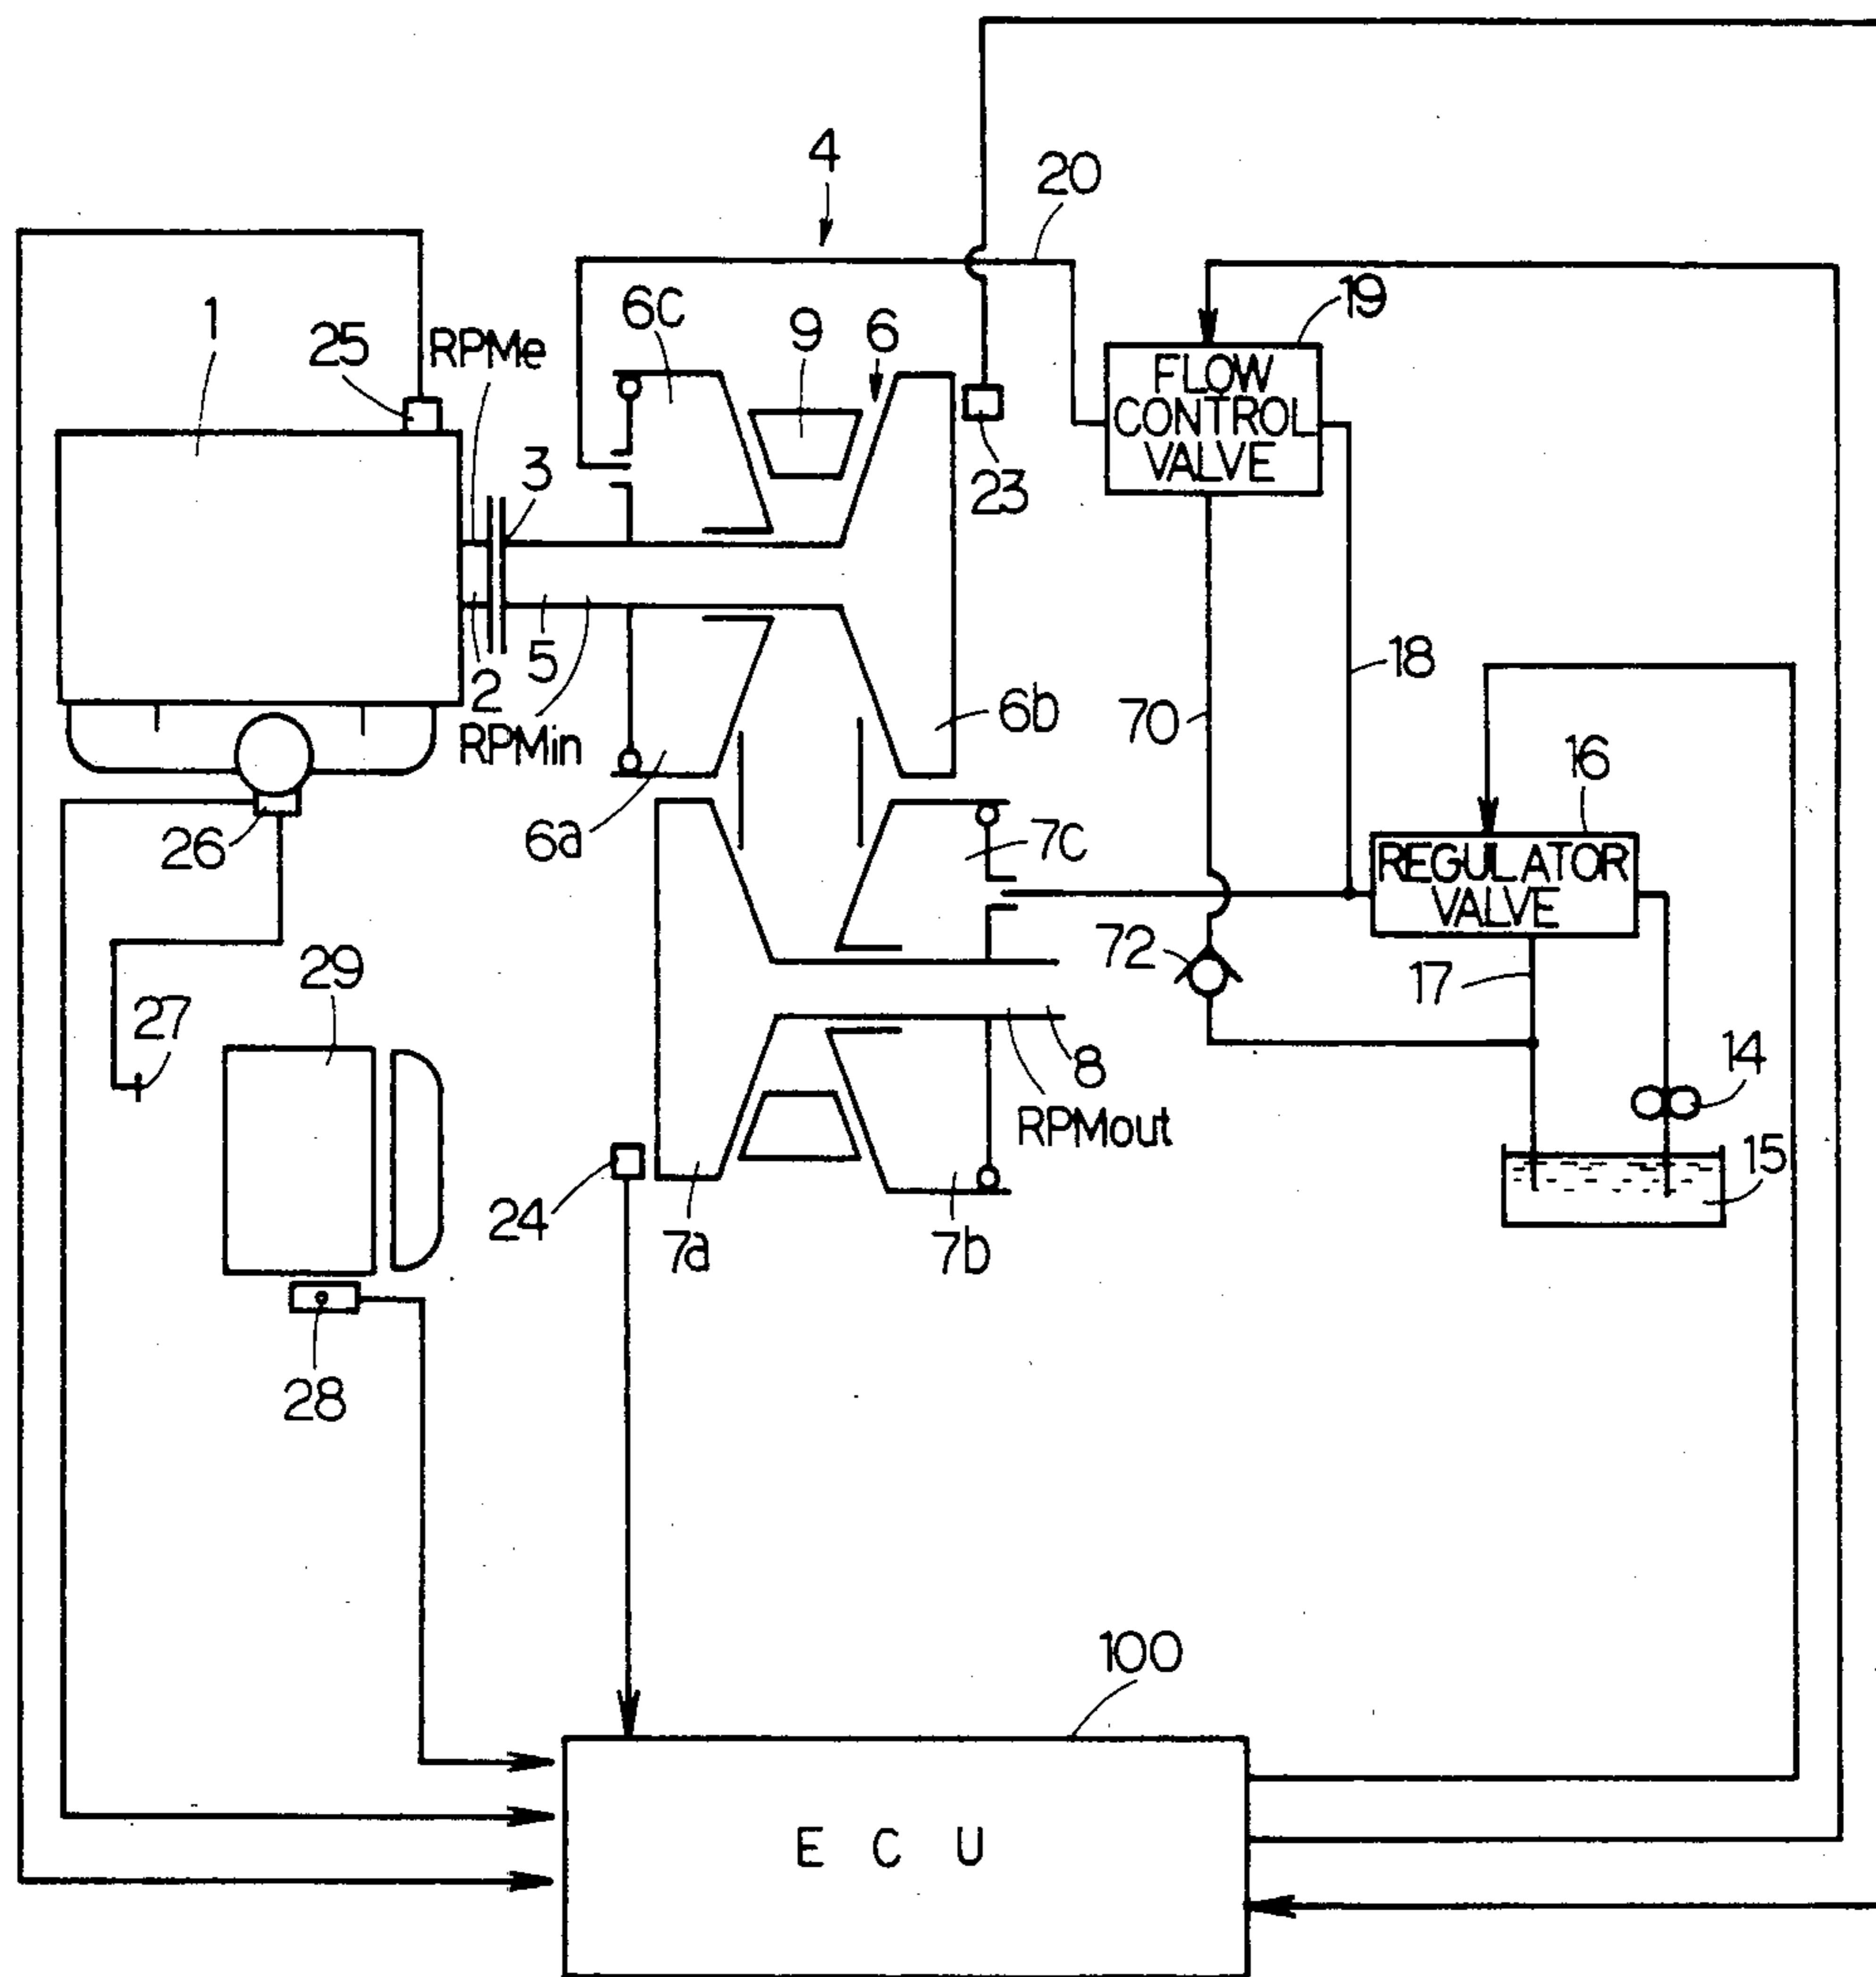 4
20
1
25
RPMe
6C
9
6
19
FLOW
CONTROL
VALVE
3
23
2
5
RPMin
18
6b
70
16
26
6a
7C
REGULATOR
VALVE
72
17
29
27
8
14
RPMout
15
24
7a
7b
28
100
E C U